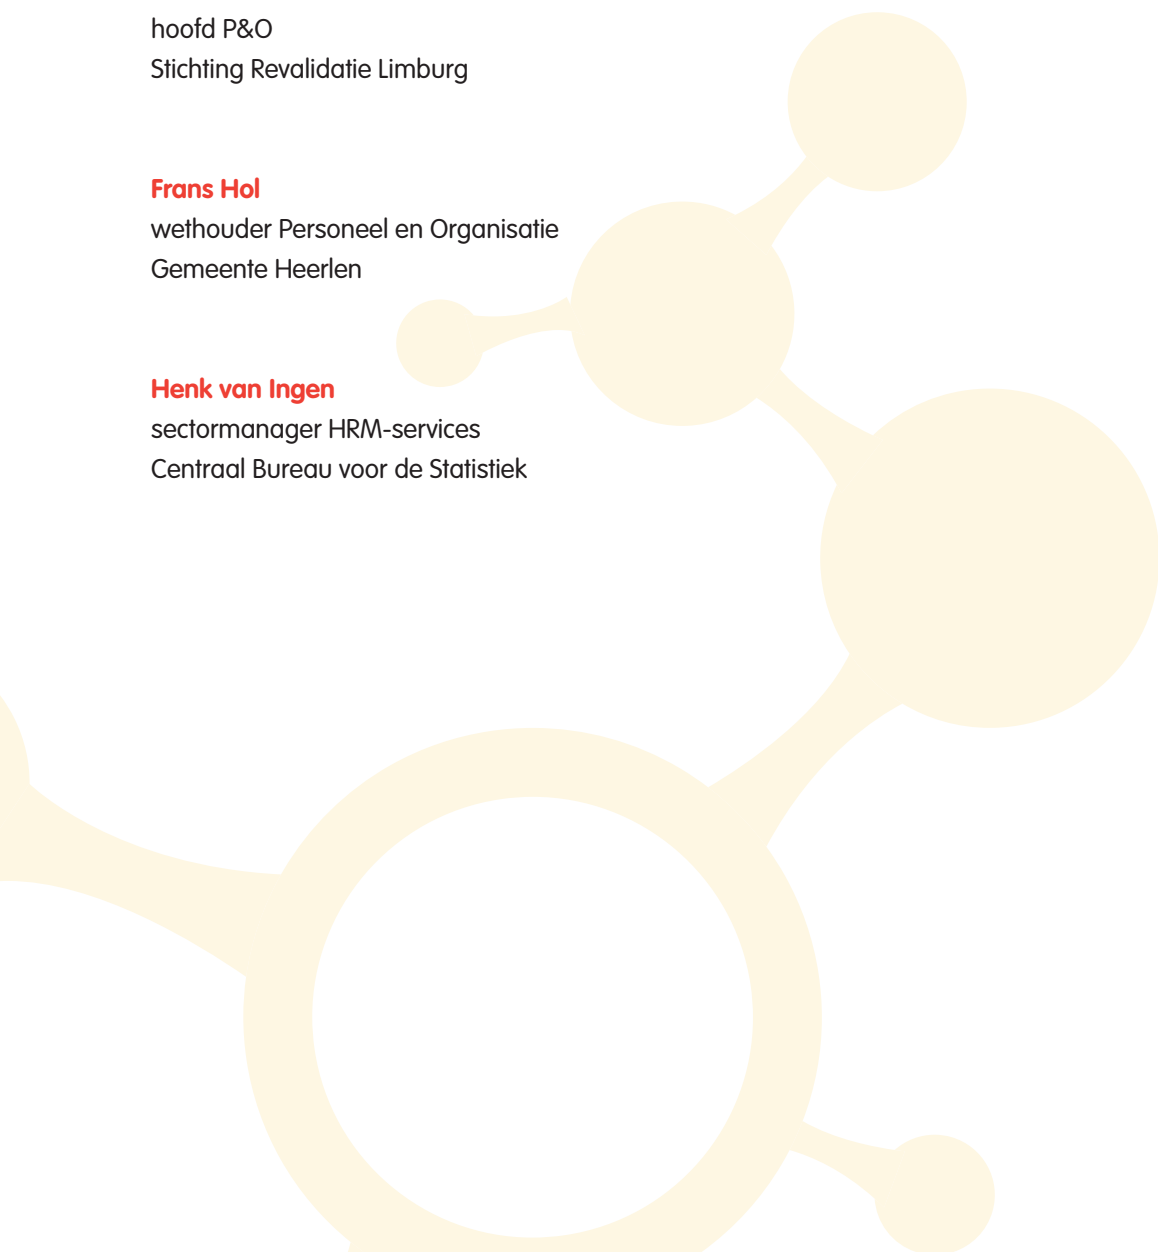 hoofd P&O
Stichting Revalidatie Limburg
Frans Hol
wethouder Personeel en Organisatie
Gemeente Heerlen
Henk van Ingen
sectormanager HRM-services
Centraal Bureau voor de Statistiek